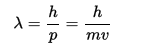 λ = h/p = h/mv